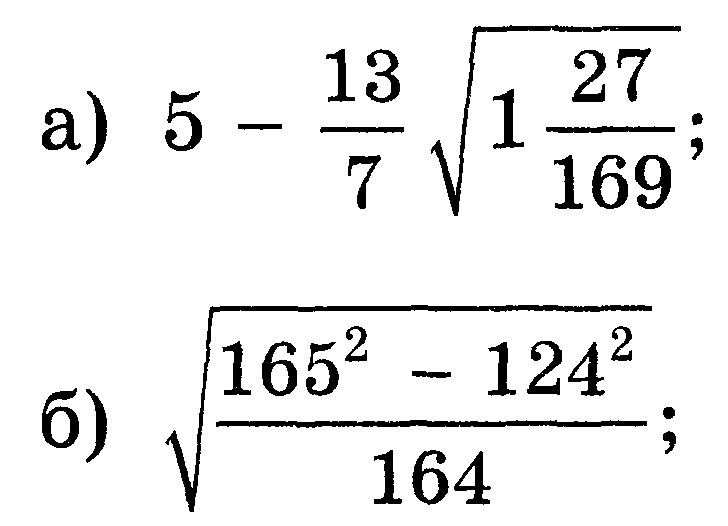 а) 5 − 13/7 √(1 27/169);
б) √((165² − 124²)/164);